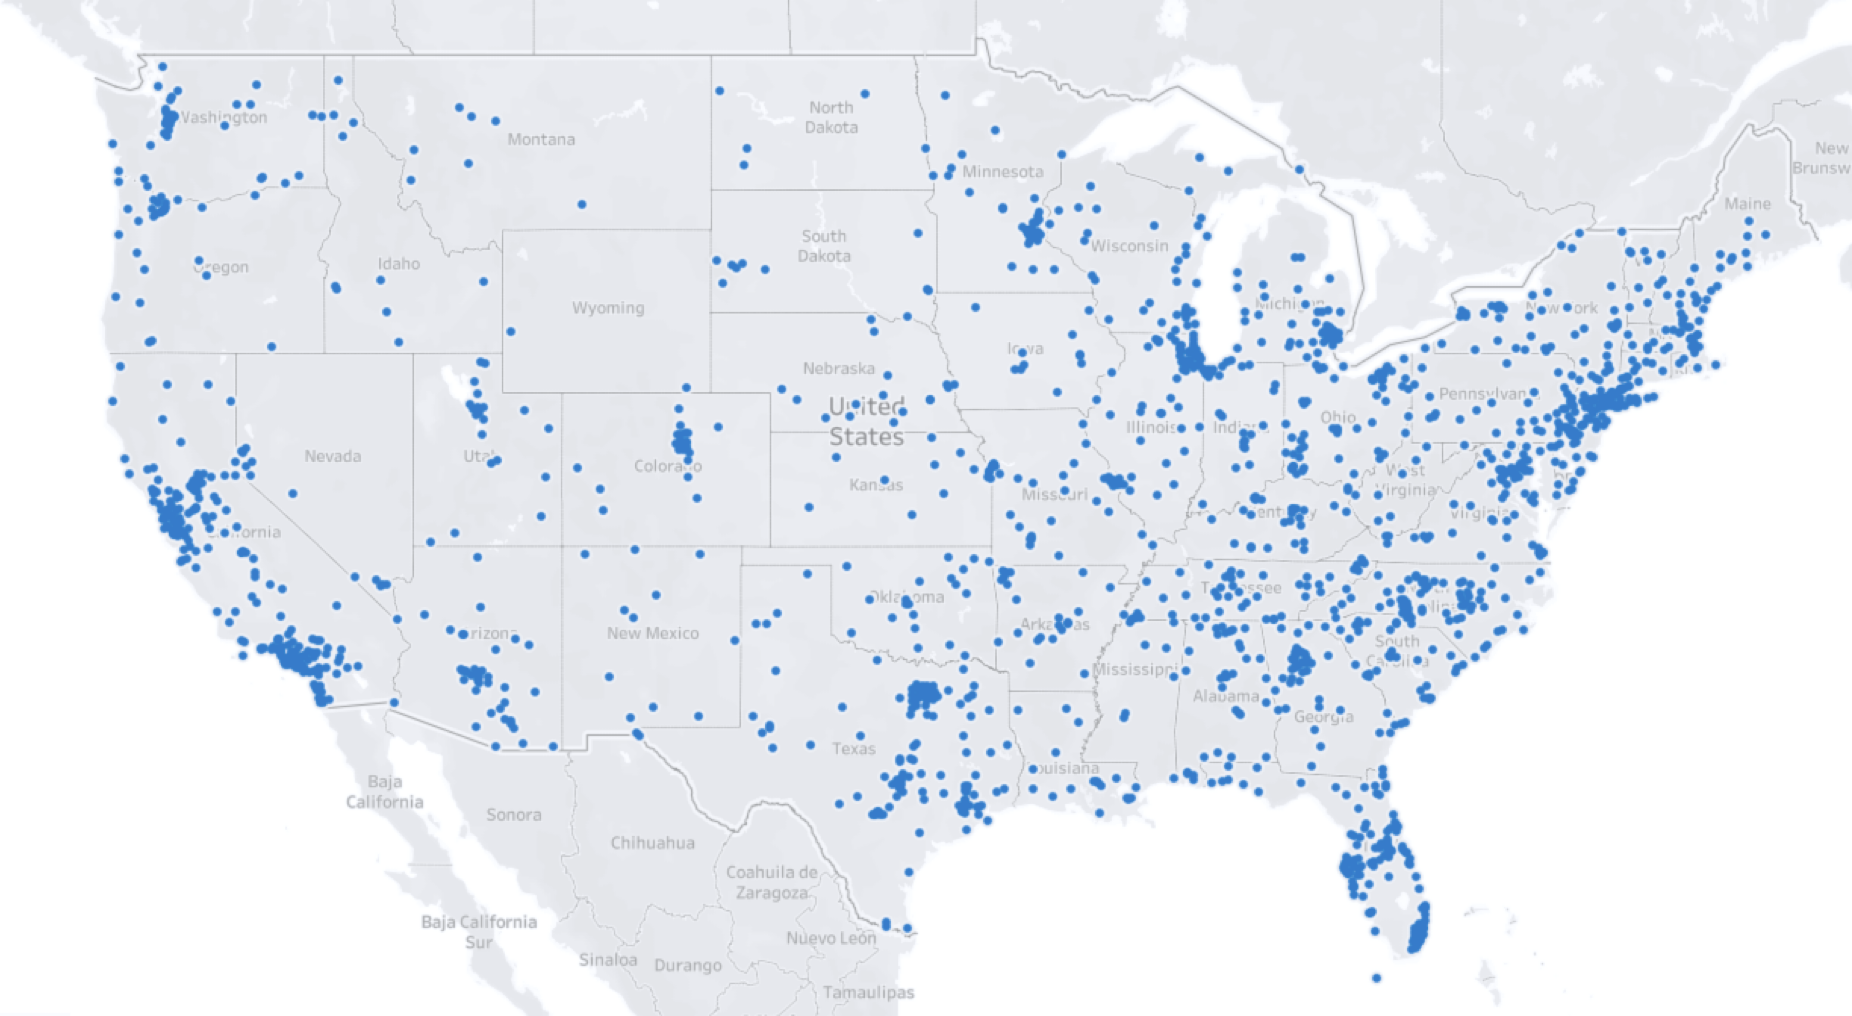 Washington
Montana
North
Dakota
Minnesota
New
Brunsw
Maine
South
Dakota
Wisconsin
Oregon
Idaho
Wyoming
Michigan
New York
Iowa
Nebraska
Pennsylvan
United
States
Ohio
Illinois
Nevada
Utah
Colorado
Kansas
Missouri
West
Virginia
Virginia
Kentucky
Oklahoma
Tennessee
Arizona
New Mexico
Arkansas
South
Carolina
Mississippi
Alabama
Georgia
Texas
Louisiana
Baja
California
Sonora
Chihuahua
Coahuila de
Zaragoza
Baja California
Sur
Nuevo León
Sinaloa
Durango
Tamaulipas